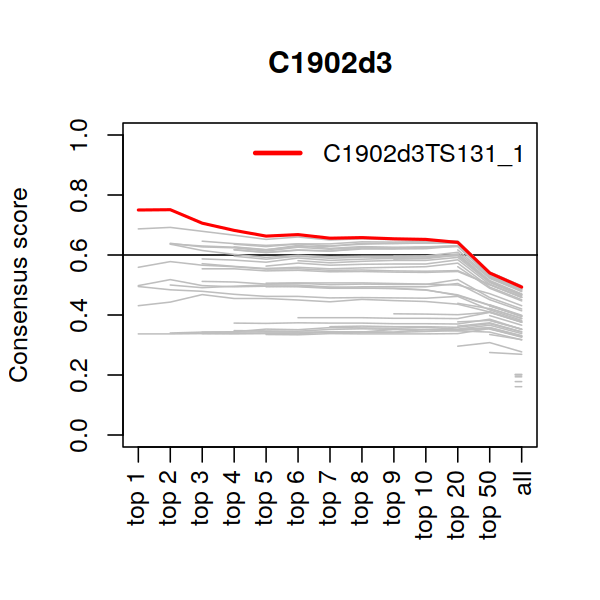 C1902d3
C1902d3TS131_1
Consensus score
1.0
0.8
0.6
0.4
0.2
0.0
top 1
top 2
top 3
top 4
top 5
top 6
top 7
top 8
top 9
top 10
top 20
top 50
all